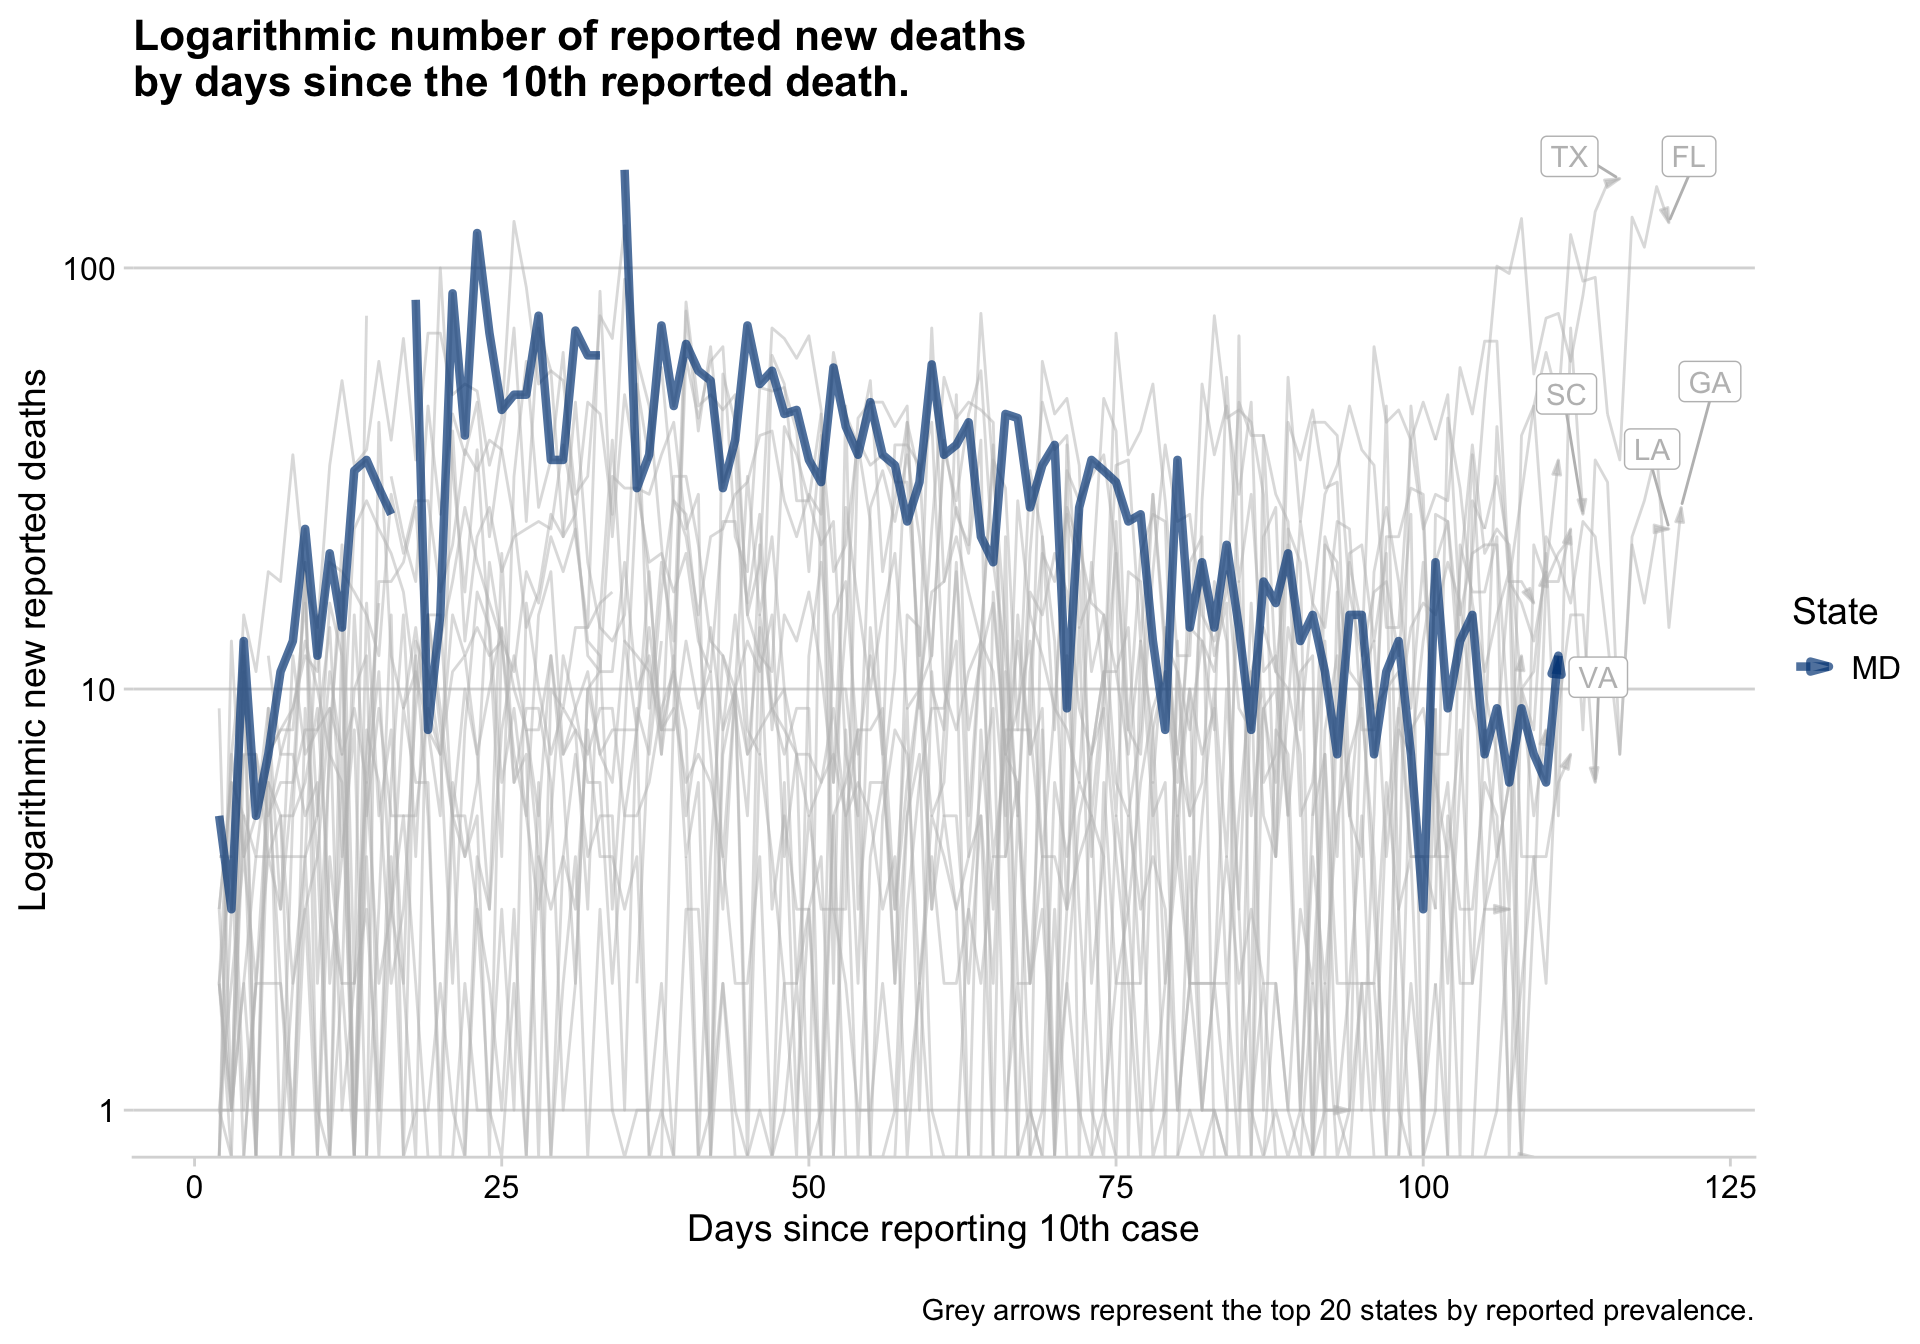 Logarithmic number of reported new deaths
by days since the 10th reported death.
TX
FL
100
SC
GA
LA
Logarithmic new reported deaths
State
MD
VA
10
1
0
25
50
75
100
125
Days since reporting 10th case
Grey arrows represent the top 20 states by reported prevalence.